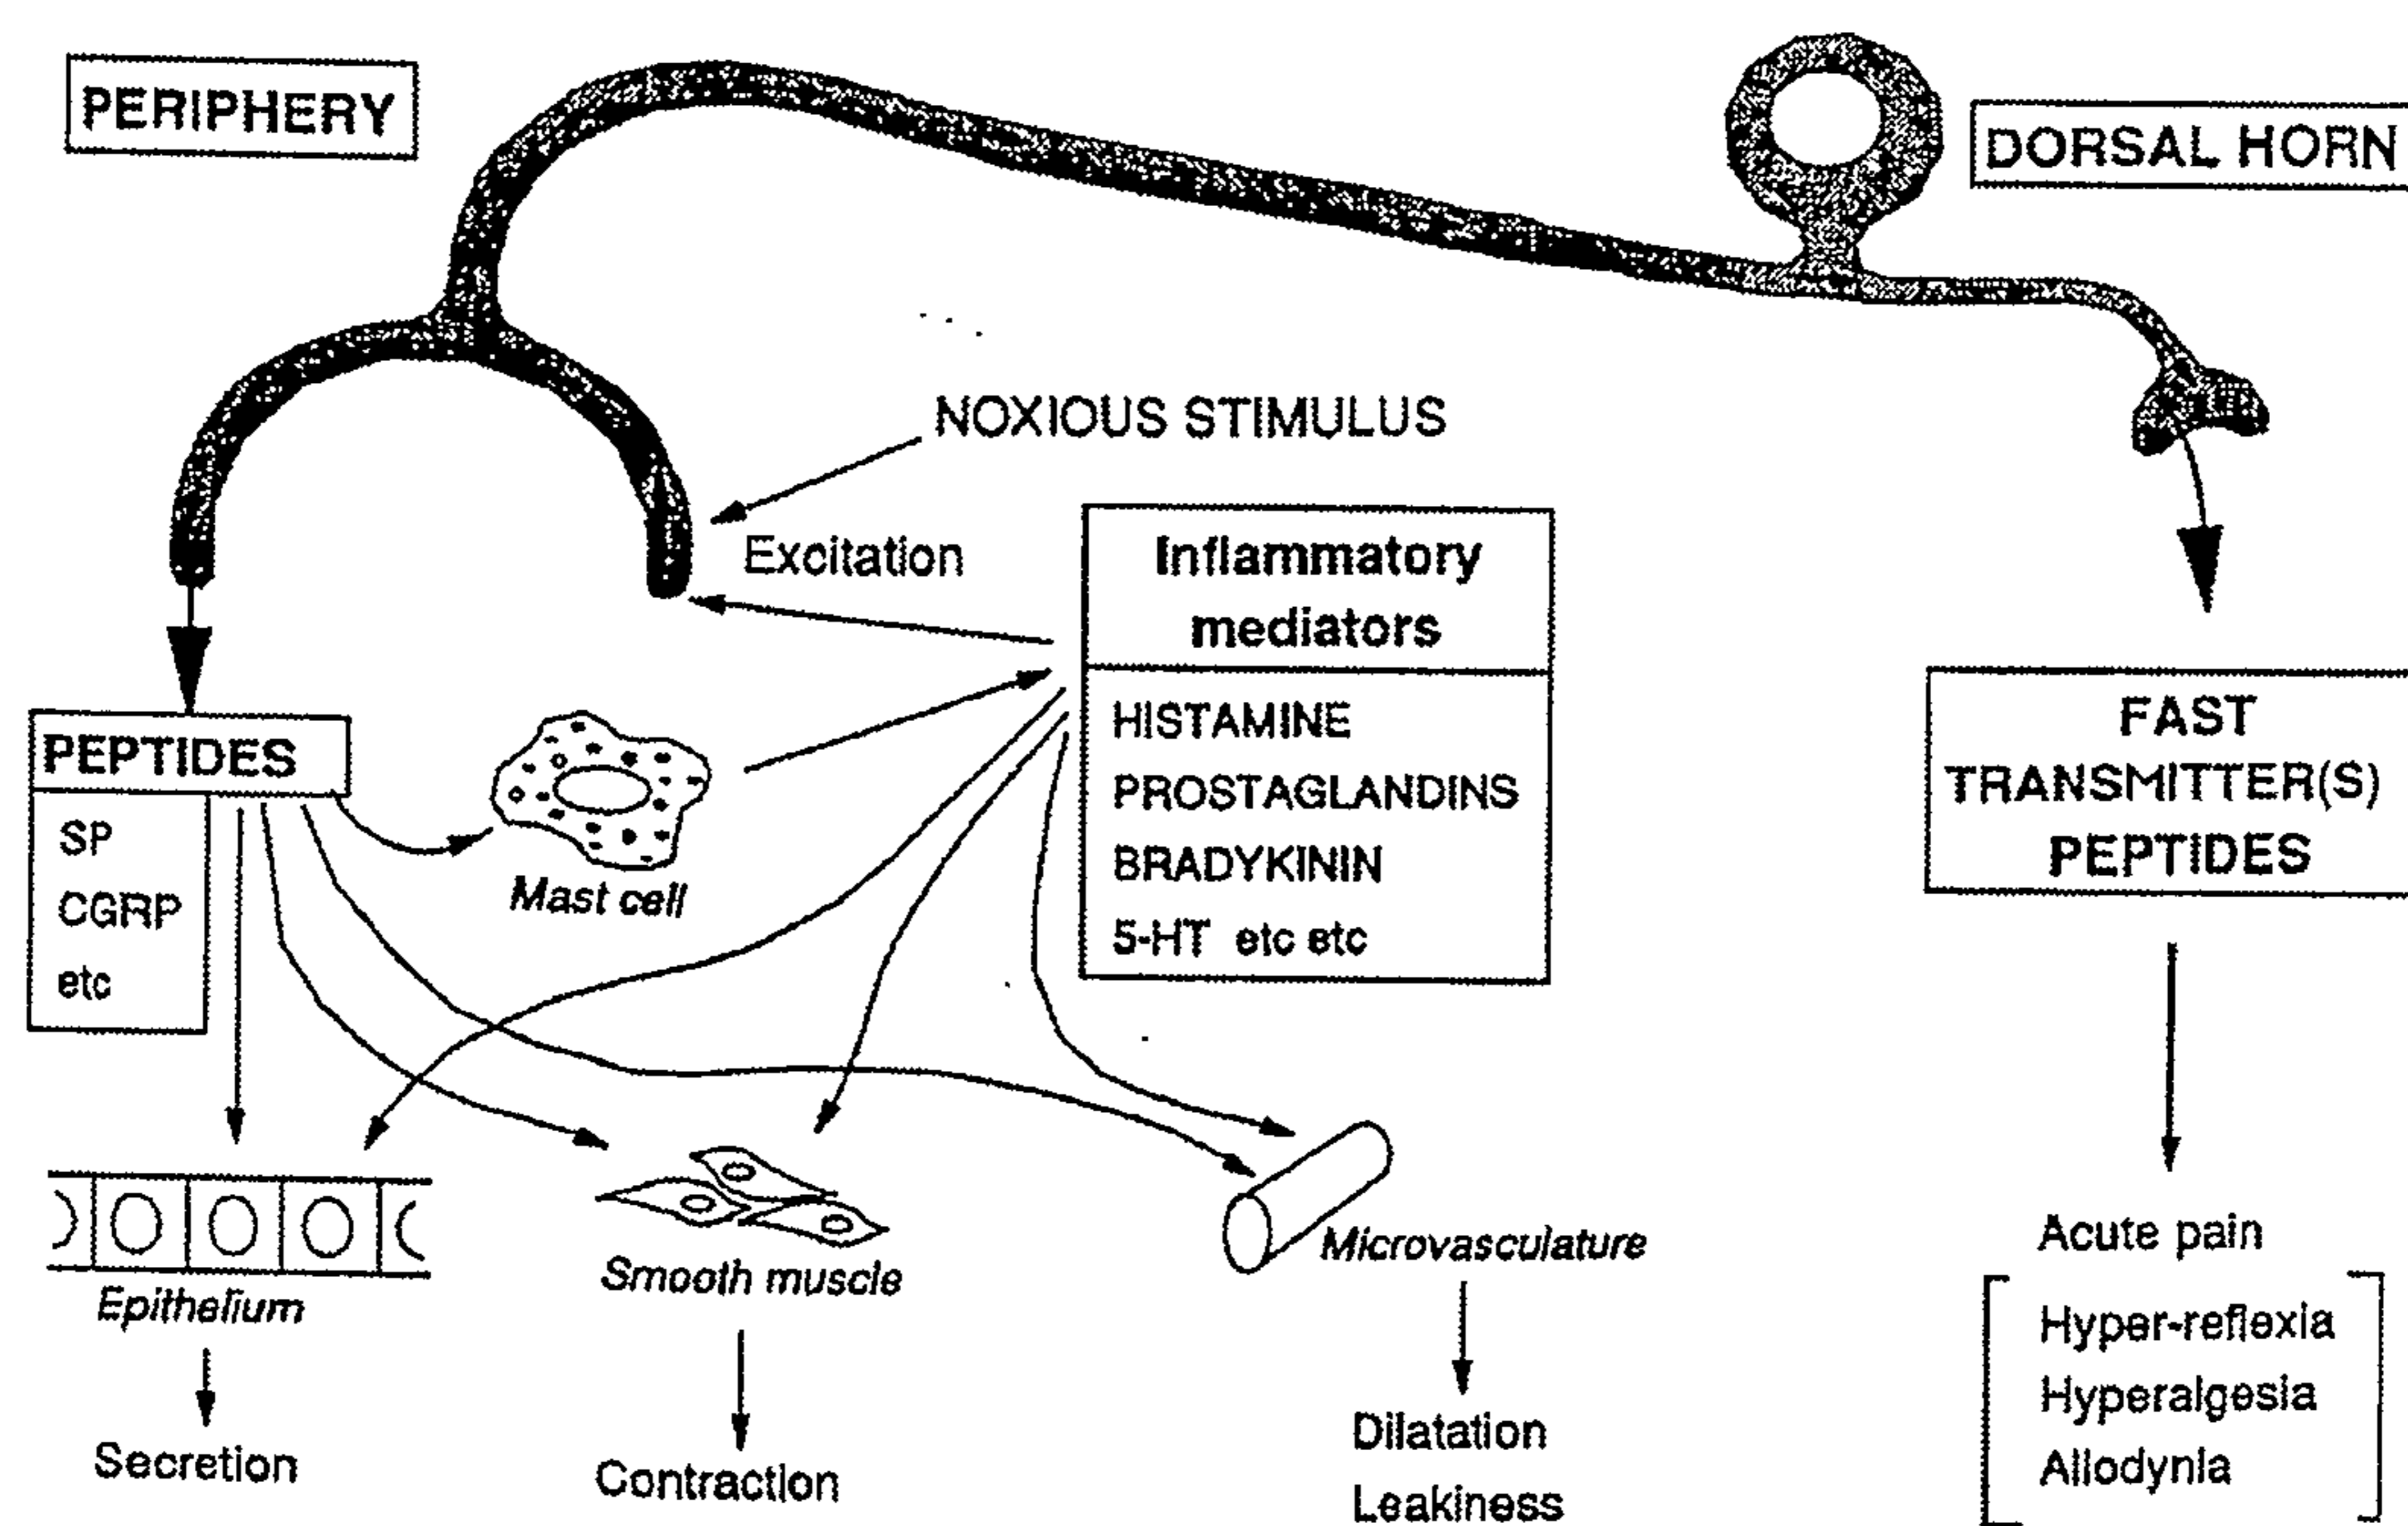 PERIPHERY
DORSAL HORN
NOXIOUS STIMULUS
Excitation
Inflammatory
mediators
HISTAMINE
PROSTAGLANDINS
BRADYKININ
5-HT etc etc
PEPTIDES
SP
CGRP
etc
Mast cell
FAST
TRANSMITTER(S)
PEPTIDES
Epithelium
Secretion
Smooth muscle
Contraction
Microvasculature
Dilatation
Leakiness
Acute pain
Hyper-reflexia
Hyperalgesia
Allodynia